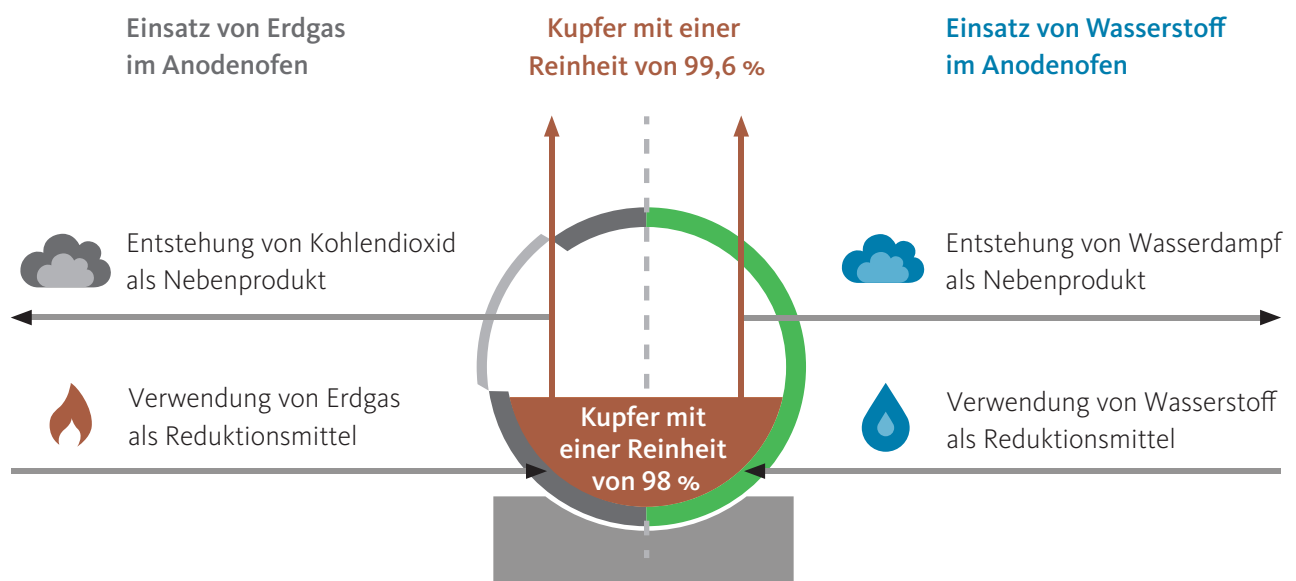 Einsatz von Erdgas
im Anodenofen
Kupfer mit einer
Reinheit von 99,6 %
Einsatz von Wasserstoff
im Anodenofen
Entstehung von Kohlendioxid
als Nebenprodukt
Entstehung von Wasserdampf
als Nebenprodukt
Verwendung von Erdgas
als Reduktionsmittel
Kupfer mit
einer Reinheit
von 98 %
Verwendung von Wasserstoff
als Reduktionsmittel